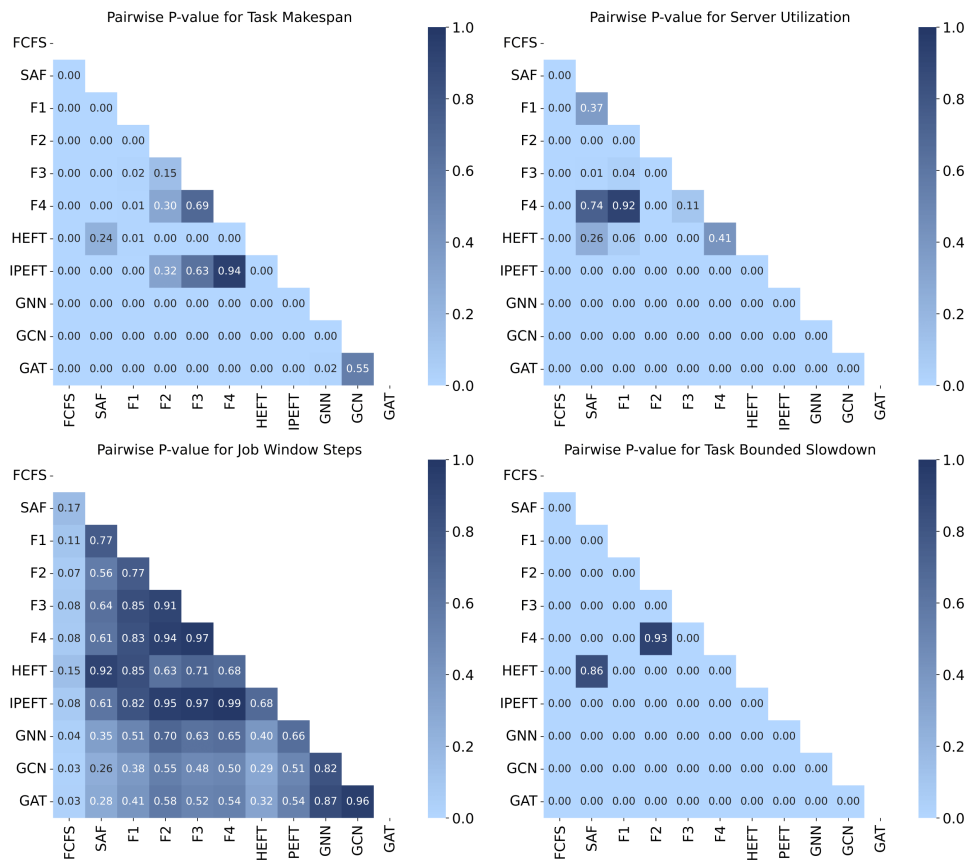 Pairwise P-value for Task Makespan
FCFS
SAF 0.00
F1 0.00 0.00
F2 0.00 0.00 0.00
F3 0.00 0.00 0.02 0.15
F4 0.00 0.00 0.01 0.30 0.69
HEFT 0.00 0.24 0.01 0.00 0.00 0.00
IPEFT 0.00 0.00 0.00 0.32 0.63 0.94 0.00
GNN 0.00 0.00 0.00 0.00 0.00 0.00 0.00 0.00
GCN 0.00 0.00 0.00 0.00 0.00 0.00 0.00 0.00 0.00
GAT 0.00 0.00 0.00 0.00 0.00 0.00 0.00 0.00 0.02 0.55
FCFS SAF F1 F2 F3 F4 HEFT IPEFT GNN GCN GAT
1.0
0.8
0.6
0.4
0.2
0.0
Pairwise P-value for Server Utilization
FCFS
SAF 0.00
F1 0.00 0.37
F2 0.00 0.00 0.00
F3 0.00 0.01 0.04 0.00
F4 0.00 0.74 0.92 0.00 0.11
HEFT 0.00 0.26 0.06 0.00 0.00 0.41
IPEFT 0.00 0.00 0.00 0.00 0.00 0.00 0.00
GNN 0.00 0.00 0.00 0.00 0.00 0.00 0.00 0.00
GCN 0.00 0.00 0.00 0.00 0.00 0.00 0.00 0.00 0.00
GAT 0.00 0.00 0.00 0.00 0.00 0.00 0.00 0.00 0.00 0.00
FCFS SAF F1 F2 F3 F4 HEFT IPEFT GNN GCN GAT
1.0
0.8
0.6
0.4
0.2
0.0
Pairwise P-value for Job Window Steps
FCFS
SAF 0.17
F1 0.11 0.77
F2 0.07 0.56 0.77
F3 0.08 0.64 0.85 0.91
F4 0.08 0.61 0.83 0.94 0.97
HEFT 0.15 0.92 0.85 0.63 0.71 0.68
IPEFT 0.08 0.61 0.82 0.95 0.97 0.99 0.68
GNN 0.04 0.35 0.51 0.70 0.63 0.65 0.40 0.66
GCN 0.03 0.26 0.38 0.55 0.48 0.50 0.29 0.51 0.82
GAT 0.03 0.28 0.41 0.58 0.52 0.54 0.32 0.54 0.87 0.96
FCFS SAF F1 F2 F3 F4 HEFT PEFT GNN GCN GAT
1.0
0.8
0.6
0.4
0.2
0.0
Pairwise P-value for Task Bounded Slowdown
FCFS
SAF 0.00
F1 0.00 0.00
F2 0.00 0.00 0.00
F3 0.00 0.00 0.00 0.00
F4 0.00 0.00 0.00 0.93 0.00
HEFT 0.00 0.86 0.00 0.00 0.00 0.00
IPEFT 0.00 0.00 0.00 0.00 0.00 0.00 0.00
GNN 0.00 0.00 0.00 0.00 0.00 0.00 0.00 0.00
GCN 0.00 0.00 0.00 0.00 0.00 0.00 0.00 0.00 0.00
GAT 0.00 0.00 0.00 0.00 0.00 0.00 0.00 0.00 0.00 0.00
FCFS SAF F1 F2 F3 F4 HEFT IPEFT GNN GCN GAT
1.0
0.8
0.6
0.4
0.2
0.0